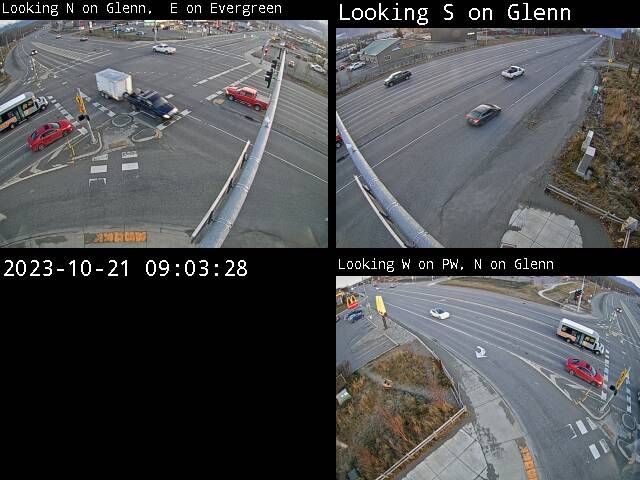 Looking N on Glenn, E on Evergreen
Looking S on Glenn
2023-10-21 09:03:28
Looking W on PW, N on Glenn